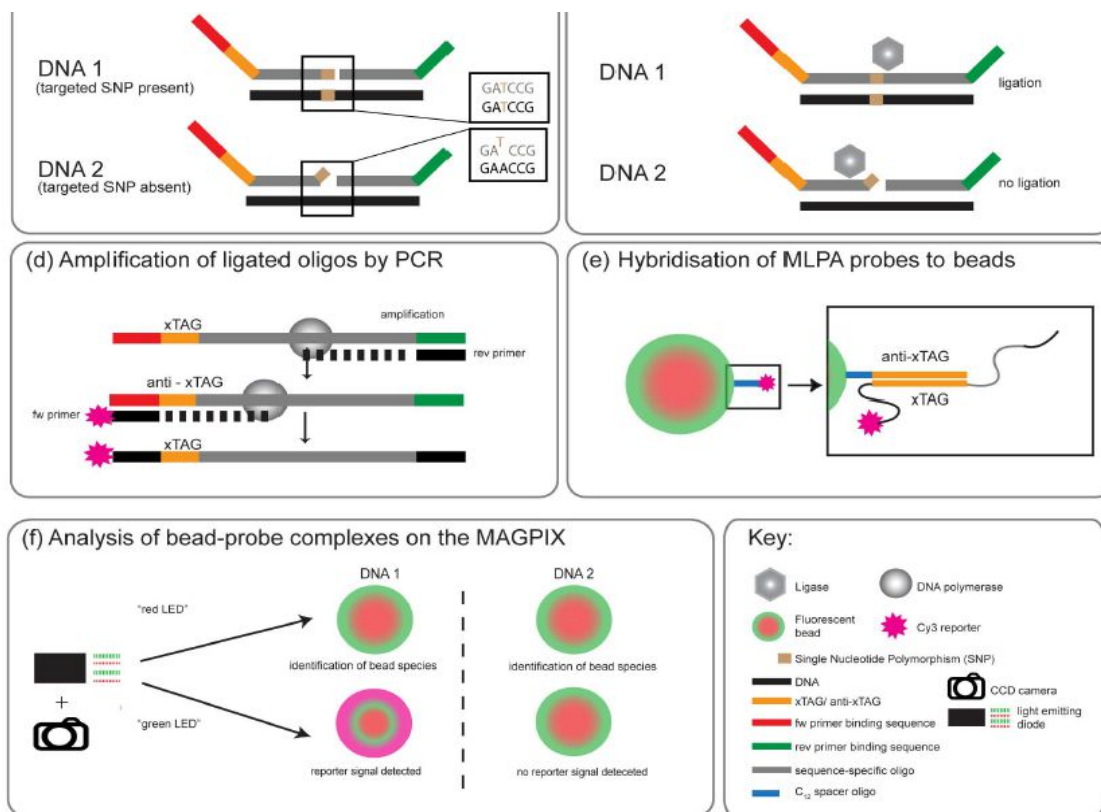 DNA 1
(targeted SNP present)
GATCCG
GATCCG
T
GA CCG
GAACCG
DNA 2
(targeted SNP absent)
DNA 1
ligation
DNA 2
no ligation
(d) Amplification of ligated oligos by PCR
xTAG
amplification
rev primer
anti - xTAG
fw primer
xTAG
(e) Hybridisation of MLPA probes to beads
anti-xTAG
xTAG
(f) Analysis of bead-probe complexes on the MAGPIX
DNA 1
DNA 2
"red LED"
identification of bead species
identification of bead species
+
"green LED"
reporter signal detected
no reporter signal deteceted
Key:
Ligase
DNA polymerase
Fluorescent
bead
Cy3 reporter
Single Nucleotide Polymorphism (SNP)
DNA
CCD camera
xTAG/ anti-xTAG
light emitting
diode
fw primer binding sequence
rev primer binding sequence
sequence-specific oligo
C₁₂ spacer oligo